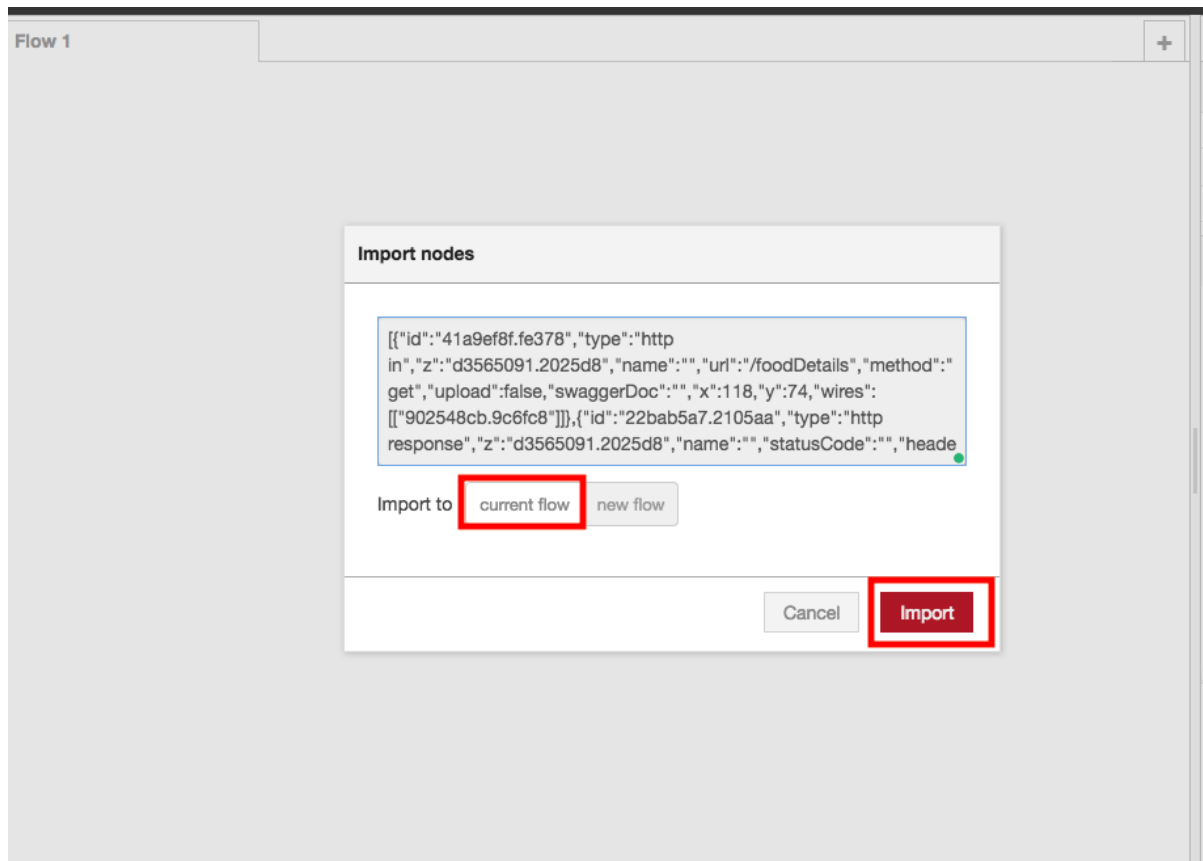 Flow 1
+
Import nodes
[{"id":"41a9ef8f.fe378","type":"http
in","z":"d3565091.2025d8","name":"","url":"/foodDetails","method":"
get","upload":false,"swaggerDoc":"","x":118,"y":74,"wires":
[["902548cb.9c6fc8"]]},{"id":"22bab5a7.2105aa","type":"http
response","z":"d3565091.2025d8","name":"","statusCode":"","heade
Import to current flow new flow
Cancel Import